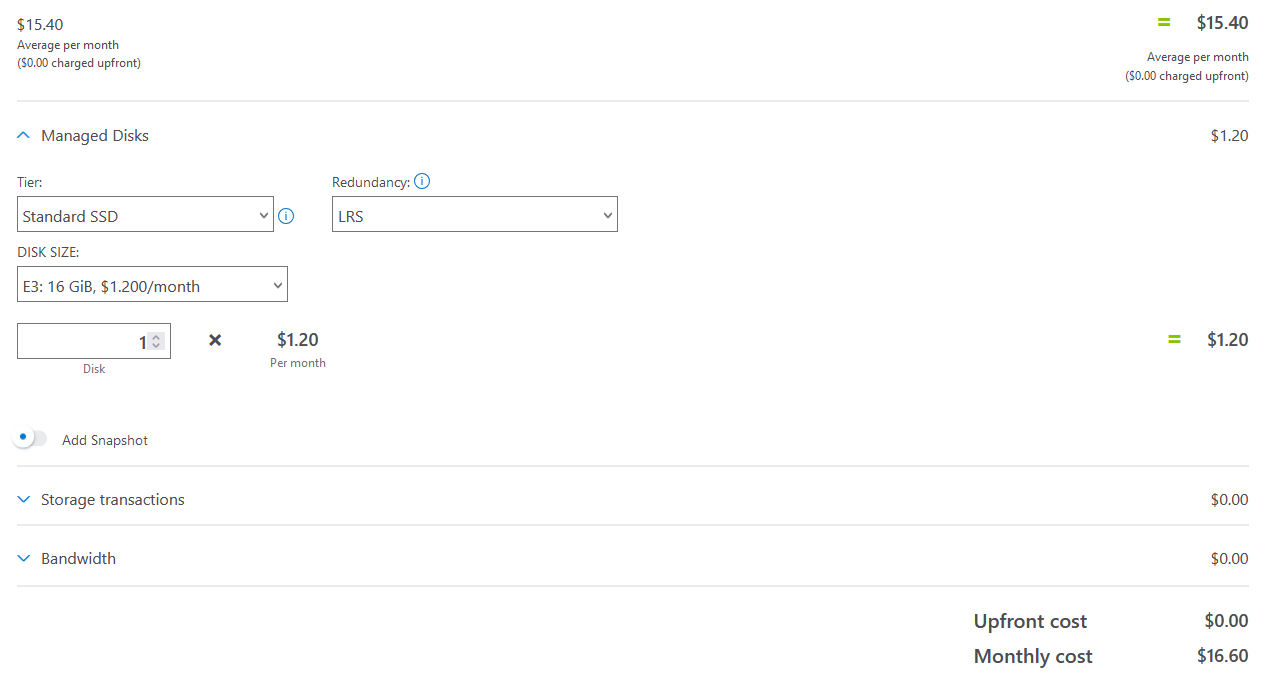 $15.40
Average per month
($0.00 charged upfront)
= $15.40
Average per month
($0.00 charged upfront)
Managed Disks $1.20
Tier: Redundancy:
Standard SSD LRS
DISK SIZE:
E3: 16 GiB, $1.200/month
1 × $1.20 = $1.20
Disk Per month
Add Snapshot
Storage transactions $0.00
Bandwidth $0.00
Upfront cost $0.00
Monthly cost $16.60